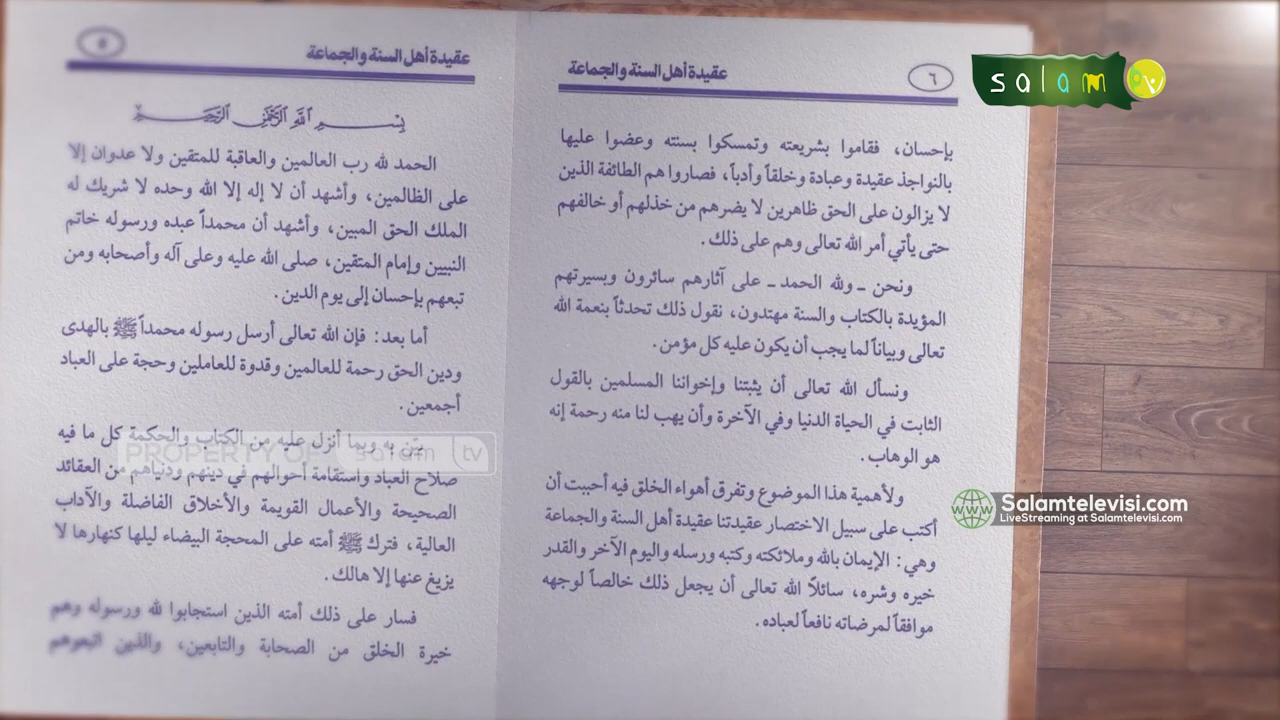 عقيدة أهل السنة والجماعة
٥
بسم الله الرحمن الرحيم
الحمد لله رب العالمين والعاقبة للمتقين ولا عدوان إلا
على الظالمين، وأشهد أن لا إله إلا الله وحده لا شريك له
الملك الحق المبين، وأشهد أن محمداً عبده ورسوله خاتم
النبيين وإمام المتقين، صلى الله عليه وعلى آله وأصحابه ومن
تبعهم بإحسان إلى يوم الدين.
أما بعد: فإن الله تعالى أرسل رسوله محمداً ﷺ بالهدى
ودين الحق رحمة للعالمين وقدوة للعاملين وحجة على العباد
أجمعين.
بيّن به وبما أنزل عليه من الكتاب والحكمة كل ما فيه
صلاح العباد واستقامة أحوالهم في دينهم ودنياهم من العقائد
الصحيحة والأعمال القويمة والأخلاق الفاضلة والآداب
العالية، فترك ﷺ أمته على المحجة البيضاء ليلها كنهارها لا
يزيغ عنها إلا هالك.
فسار على ذلك أمته الذين استجابوا لله ورسوله وهم
خيرة الخلق من الصحابة والتابعين، والذين اتبعوهم
٦
عقيدة أهل السنة والجماعة
بإحسان، فقاموا بشريعته وتمسكوا بسنته وعضوا عليها
بالنواجذ عقيدة وعبادة وخلقاً وأدباً، فصاروا هم الطائفة الذين
لا يزالون على الحق ظاهرين لا يضرهم من خذلهم أو خالفهم
حتى يأتي أمر الله تعالى وهم على ذلك.
ونحن ـ ولله الحمد ـ على آثارهم سائرون وبسيرتهم
المؤيدة بالكتاب والسنة مهتدون، نقول ذلك تحدثاً بنعمة الله
تعالى وبياناً لما يجب أن يكون عليه كل مؤمن.
ونسأل الله تعالى أن يثبتنا وإخواننا المسلمين بالقول
الثابت في الحياة الدنيا وفي الآخرة وأن يهب لنا منه رحمة إنه
هو الوهاب.
ولأهمية هذا الموضوع وتفرق أهواء الخلق فيه أحببت أن
أكتب على سبيل الاختصار عقيدتنا عقيدة أهل السنة والجماعة
وهي: الإيمان بالله وملائكته وكتبه ورسله واليوم الآخر والقدر
خيره وشره، سائلاً الله تعالى أن يجعل ذلك خالصاً لوجهه
موافقاً لمرضاته نافعاً لعباده.
salam tv
PROPERTY OF salam tv
Salamtelevisi.com
LiveStreaming at Salamtelevisi.com